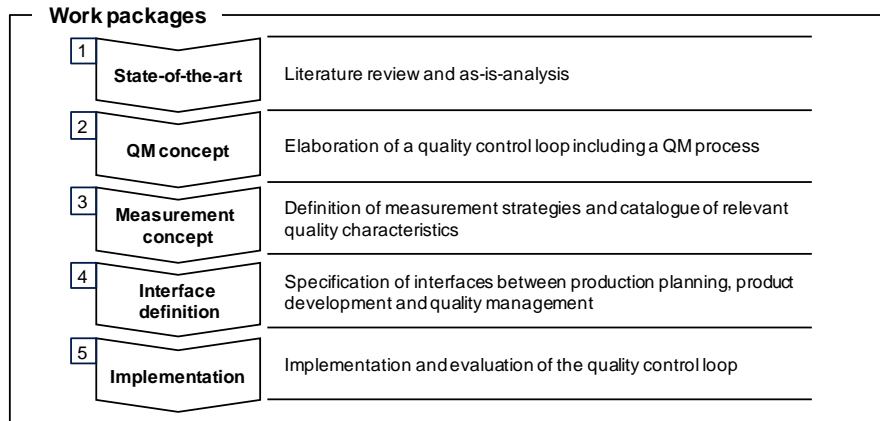 Work packages
1
State-of-the-art
Literature review and as-is-analysis
2
QM concept
Elaboration of a quality control loop including a QM process
3
Measurement
concept
Definition of measurement strategies and catalogue of relevant
quality characteristics
4
Interface
definition
Specification of interfaces between production planning, product
development and quality management
5
Implementation
Implementation and evaluation of the quality control loop